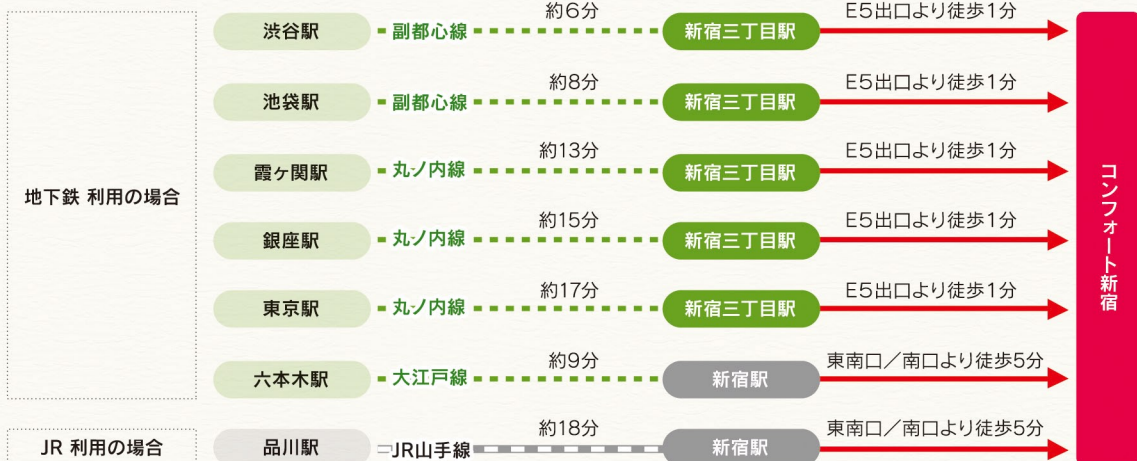 地下鉄 利用の場合
渋谷駅 副都心線 約6分 新宿三丁目駅 E5出口より徒歩1分
池袋駅 副都心線 約8分 新宿三丁目駅 E5出口より徒歩1分
霞ヶ関駅 丸ノ内線 約13分 新宿三丁目駅 E5出口より徒歩1分
銀座駅 丸ノ内線 約15分 新宿三丁目駅 E5出口より徒歩1分
東京駅 丸ノ内線 約17分 新宿三丁目駅 E5出口より徒歩1分
六本木駅 大江戸線 約9分 新宿駅 東南口／南口より徒歩5分
JR 利用の場合
品川駅 JR山手線 約18分 新宿駅 東南口／南口より徒歩5分
コンフォート新宿